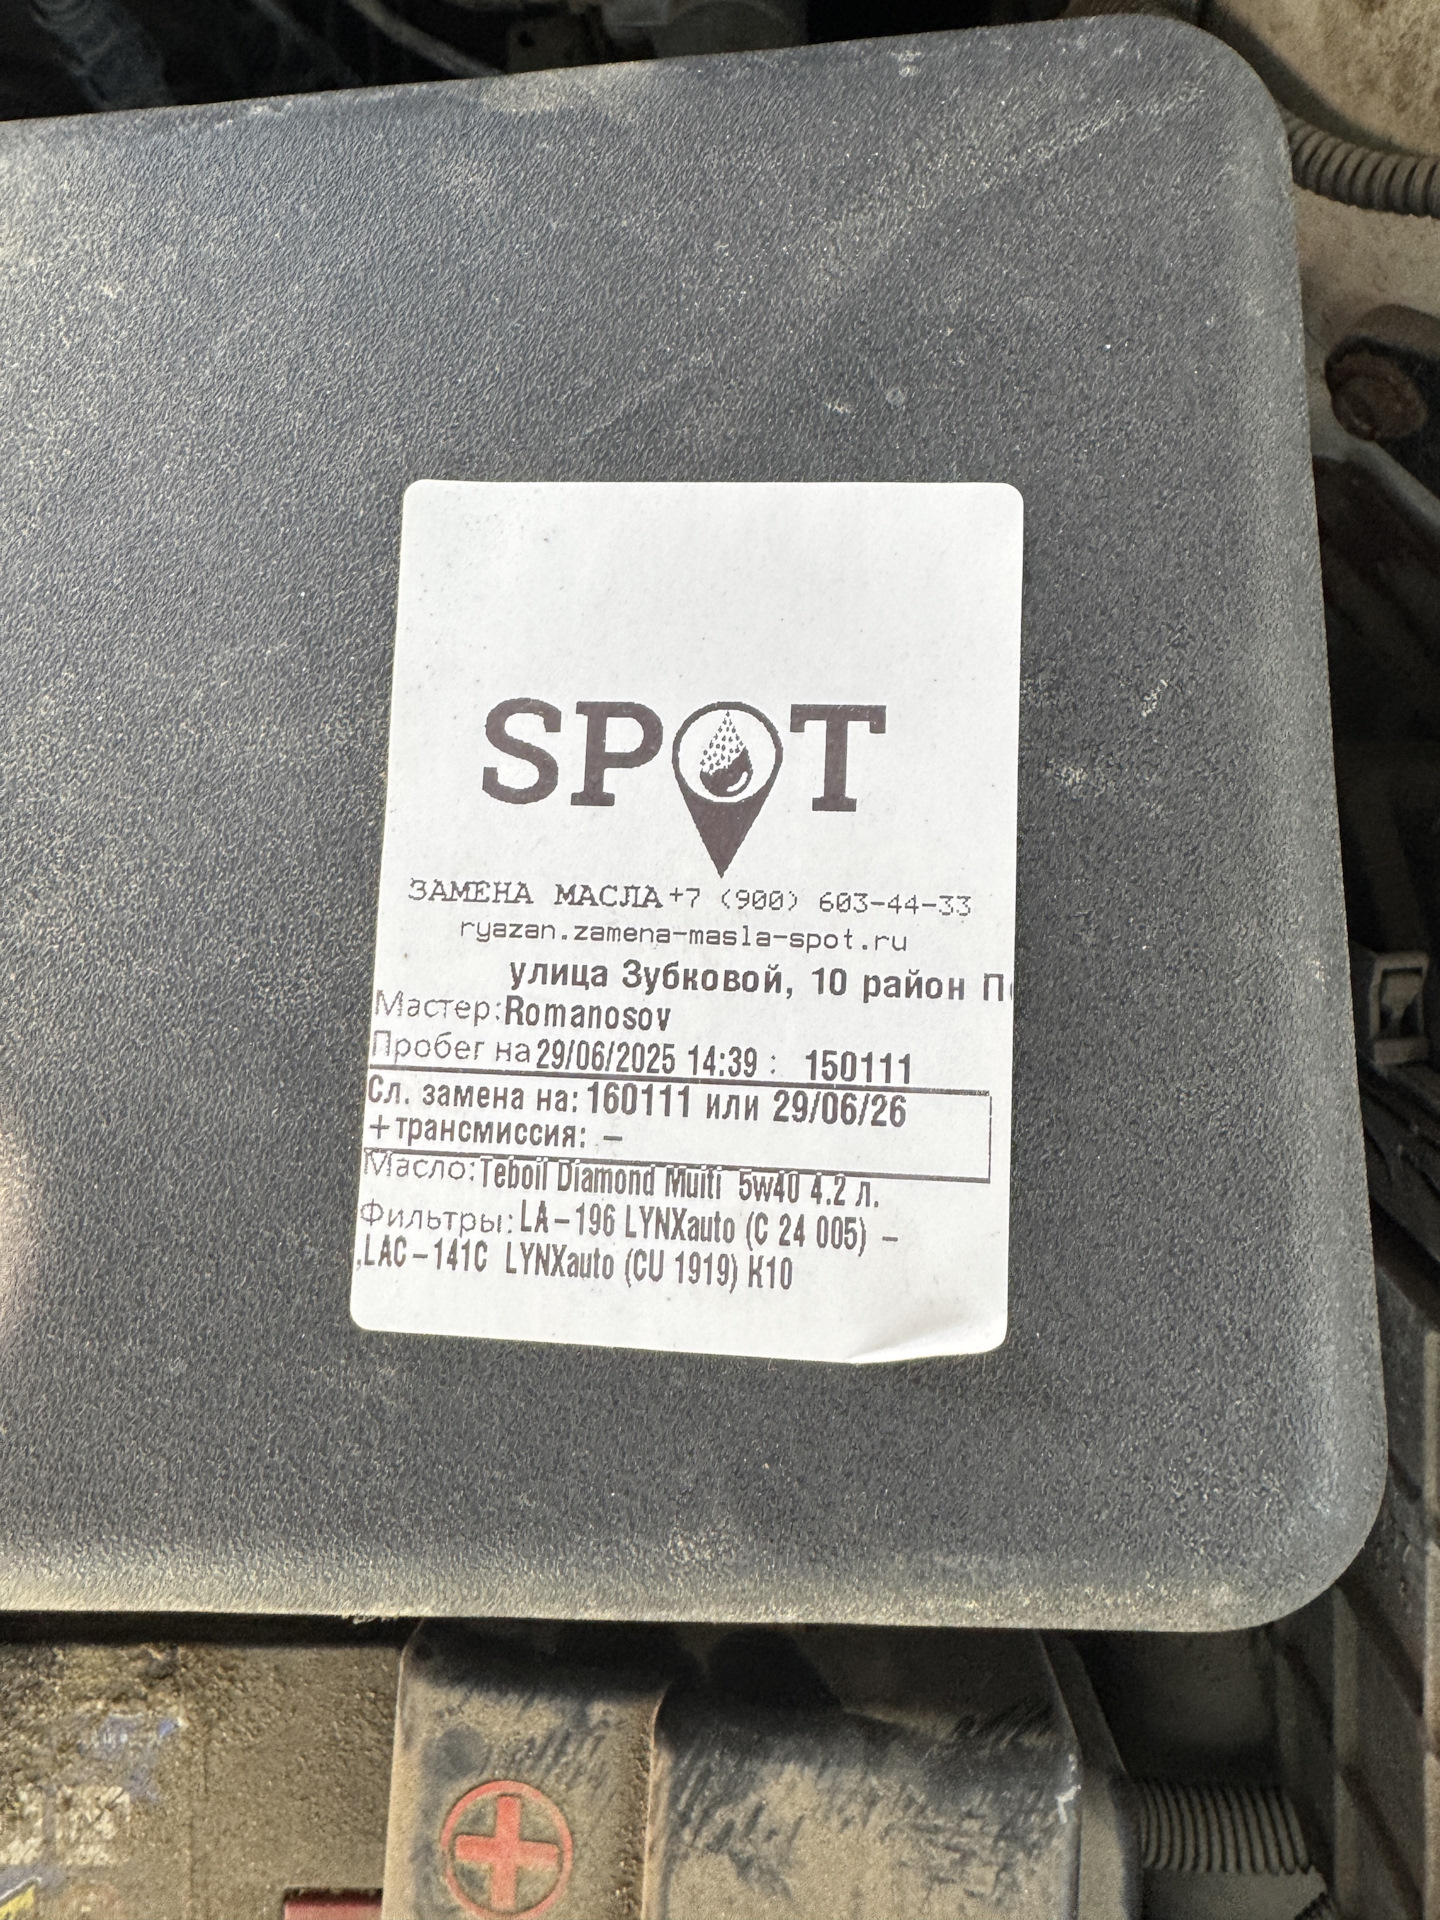 SPOT
ЗАМЕНА МАСЛА +7 (900) 603-44-33
ryazan.zamena-masla-spot.ru
улица Зубковой, 10 район
Мастер: Romanosov
Пробег на 29/06/2025 14:39 : 150111
Сл. замена на: 160111 или 29/06/26
+трансмиссия: –
Масло: Teboil Diamond Multi 5w40 4.2 л.
Фильтры: LA-196 LYNXauto (C 24 005) –
,LAC-141C LYNXauto (CU 1919) K10